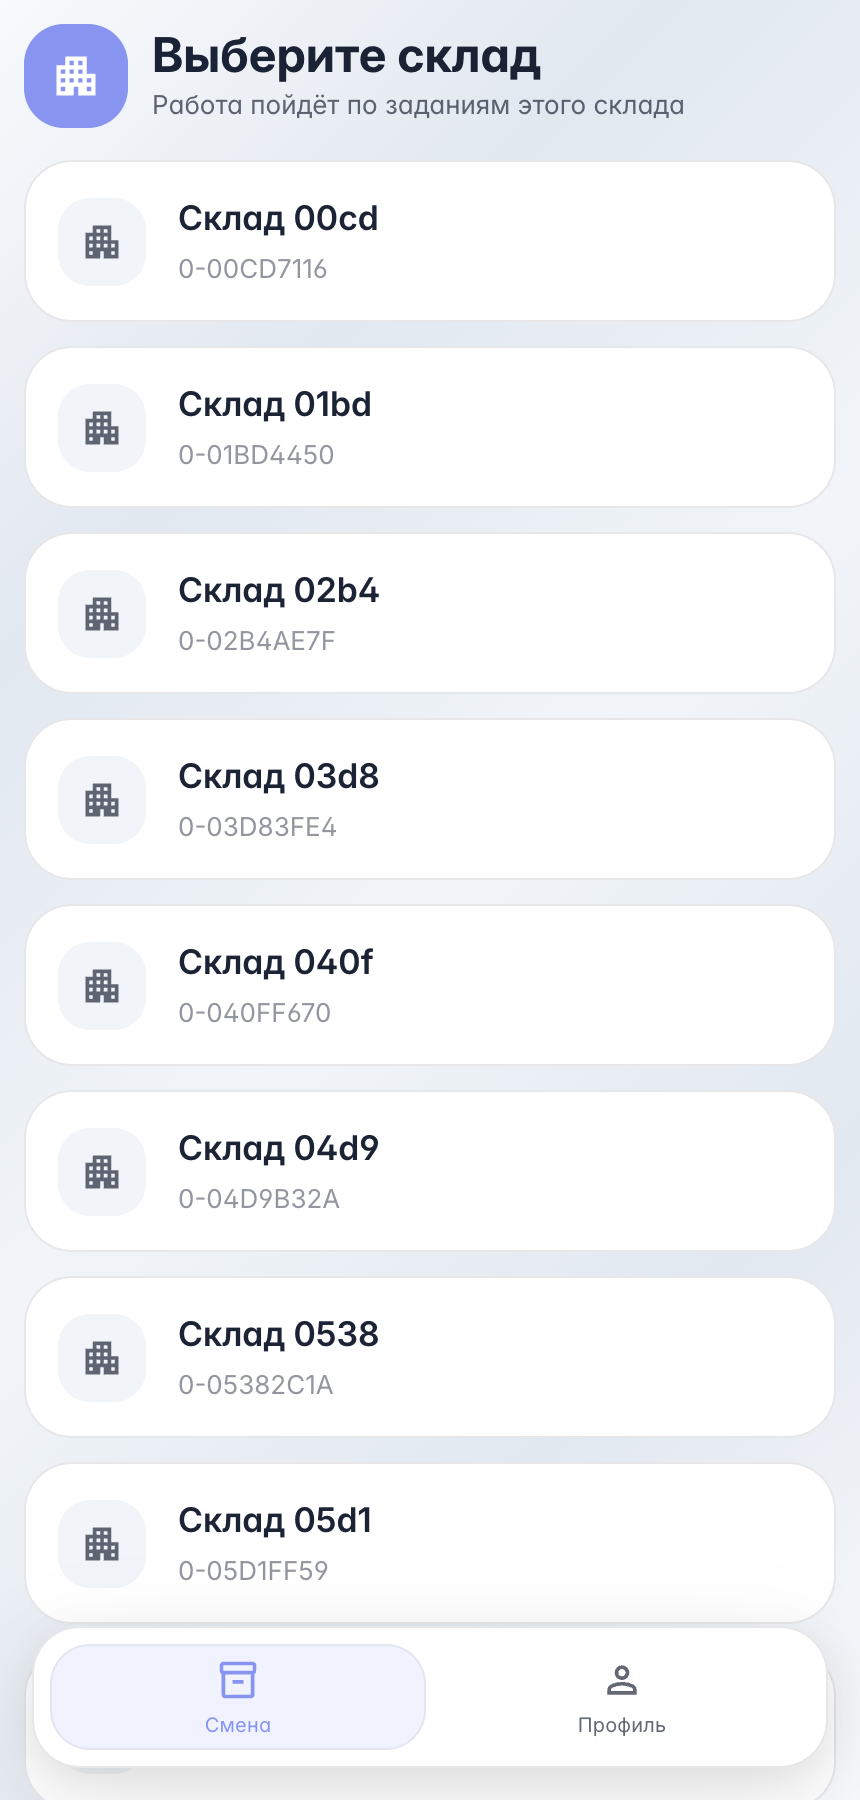 Выберите склад
Работа пойдёт по заданиям этого склада
Склад 00cd
0-00CD7116
Склад 01bd
0-01BD4450
Склад 02b4
0-02B4AE7F
Склад 03d8
0-03D83FE4
Склад 040f
0-040FF670
Склад 04d9
0-04D9B32A
Склад 0538
0-05382C1A
Склад 05d1
0-05D1FF59
Смена
Профиль